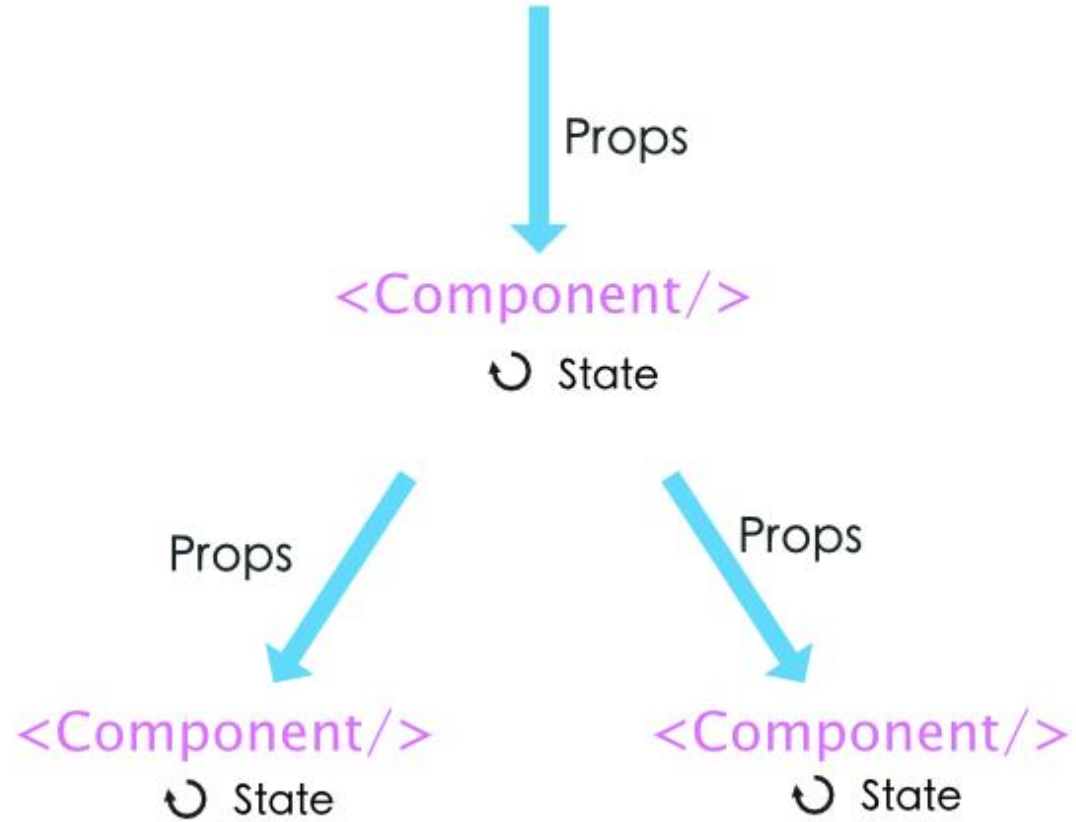 Props
<Component/>
State
Props
Props
<Component/>
<Component/>
State
State